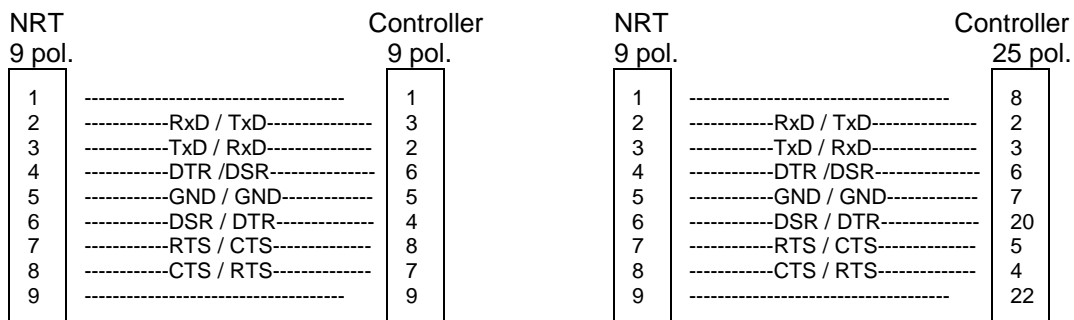 NRT Controller NRT Controller
9 pol. 9 pol. 9 pol. 25 pol.
1 ------------------------------------- 1 1 ------------------------------------- 8
2 ------------RxD / TxD--------------- 3 2 ------------RxD / TxD--------------- 2
3 ------------TxD / RxD--------------- 2 3 ------------TxD / RxD--------------- 3
4 ------------DTR /DSR--------------- 6 4 ------------DTR /DSR--------------- 6
5 ------------GND / GND------------- 5 5 ------------GND / GND------------- 7
6 ------------DSR / DTR-------------- 4 6 ------------DSR / DTR-------------- 20
7 ------------RTS / CTS-------------- 8 7 ------------RTS / CTS-------------- 5
8 ------------CTS / RTS-------------- 7 8 ------------CTS / RTS-------------- 4
9 ------------------------------------- 9 9 ------------------------------------- 22